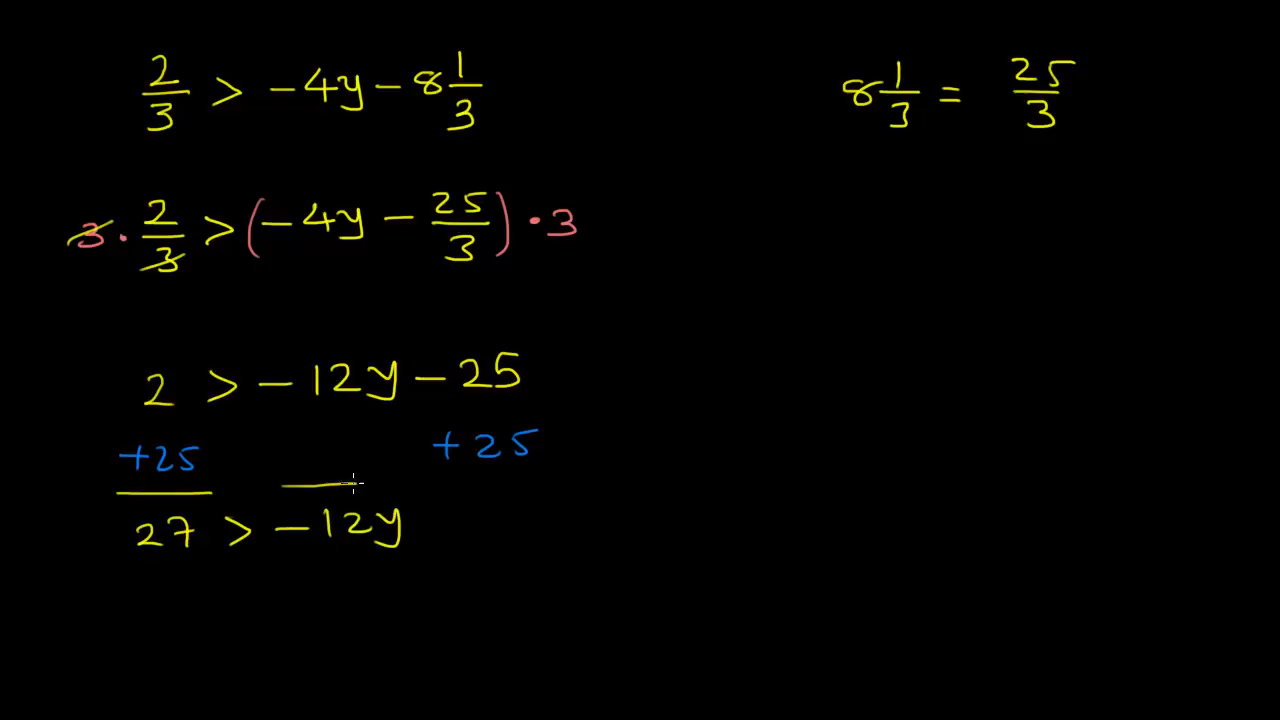 2/3 > -4y - 8 1/3
8 1/3 = 25/3
3 · 2/3 > (-4y - 25/3) · 3
2 > -12y - 25
+25 +25
27 > -12y